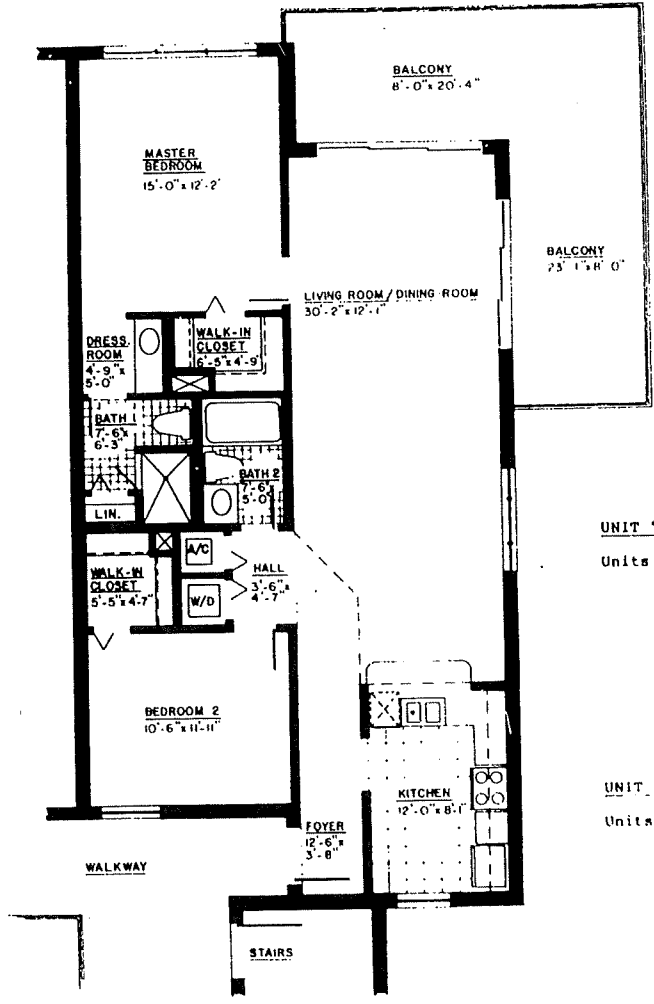 BALCONY
8'-0"x20'-4"
MASTER
BEDROOM
15'-0"x12'-2"
BALCONY
23'-1"x8'-0"
LIVING ROOM/DINING ROOM
30'-2"x12'-1"
DRESS.
ROOM
4'-9"x
5'-0"
WALK-IN
CLOSET
6'-5"x4'-9"
BATH 1
7'-6"x
6'-3"
BATH 2
7'-6"x
5'-0"
LIN.
UNIT
Units
A/C
HALL
3'-6"x
4'-7"
WALK-IN
CLOSET
5'-5"x4'-7"
W/D
BEDROOM 2
10'-6"x11'-11"
KITCHEN
12'-0"x8'-1"
UNIT
Units
FOYER
12'-6"x
3'-8"
WALKWAY
STAIRS